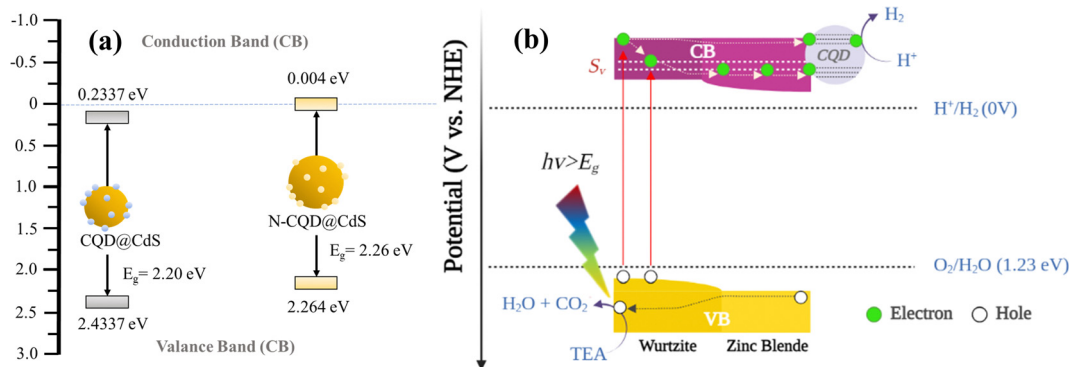 (a)
Conduction Band (CB)
-1.0
-0.5
0
0.5
1.0
1.5
2.0
2.5
3.0
0.2337 eV
0.004 eV
CQD@CdS
N-CQD@CdS
Eg= 2.20 eV
Eg= 2.26 eV
2.4337 eV
2.264 eV
Valance Band (CB)
Potential (V vs. NHE)
(b)
H2
CB
CQD
Sv
H+
H+/H2 (0V)
hv>Eg
O2/H2O (1.23 eV)
H2O + CO2
VB
Electron
Hole
TEA
Wurtzite
Zinc Blende